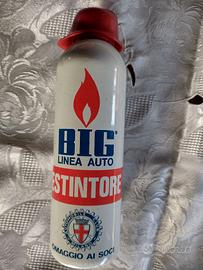 BIG
LINEA AUTO
ESTINTORE
OMAGGIO AI SOCI